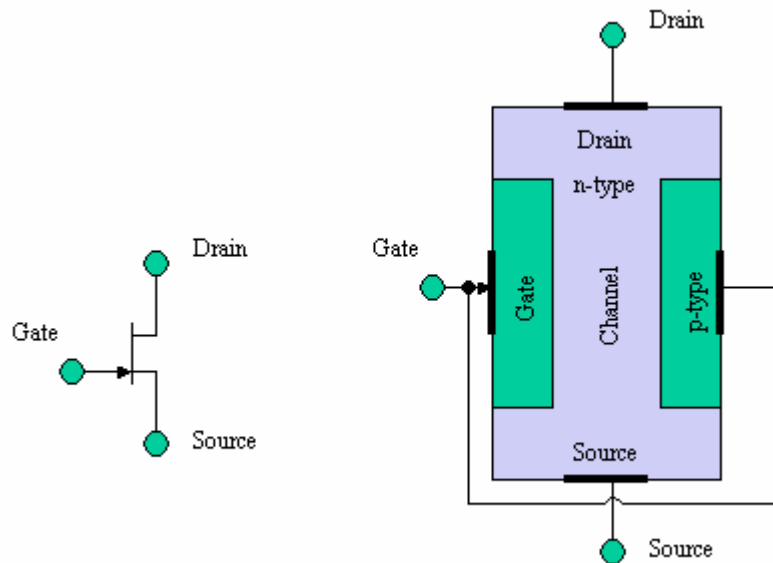 Drain
Gate
Source
Drain
Drain
n-type
Gate
Gate
Channel
p-type
Source
Source